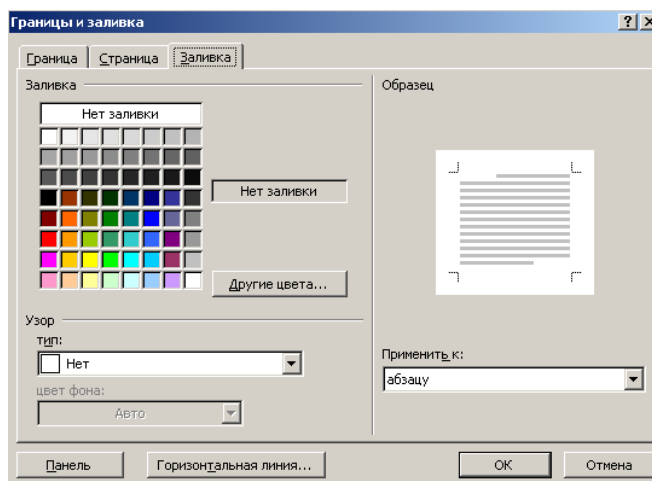 Границы и заливка
Граница Страница Заливка
Заливка
Нет заливки
Нет заливки
Другие цвета...
Узор
тип:
Нет
цвет фона:
Авто
Образец
Применить к:
абзацу
Панель Горизонтальная линия... ОК Отмена